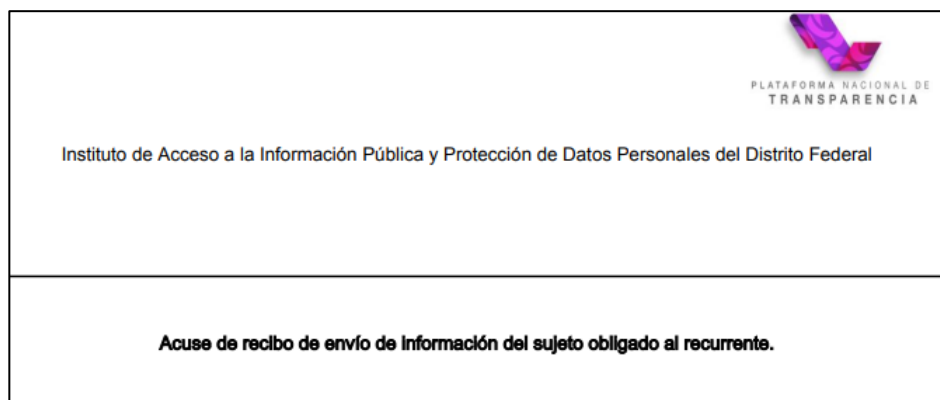 PLATAFORMA NACIONAL DE
TRANSPARENCIA
Instituto de Acceso a la Información Pública y Protección de Datos Personales del Distrito Federal
Acuse de recibo de envío de información del sujeto obligado al recurrente.